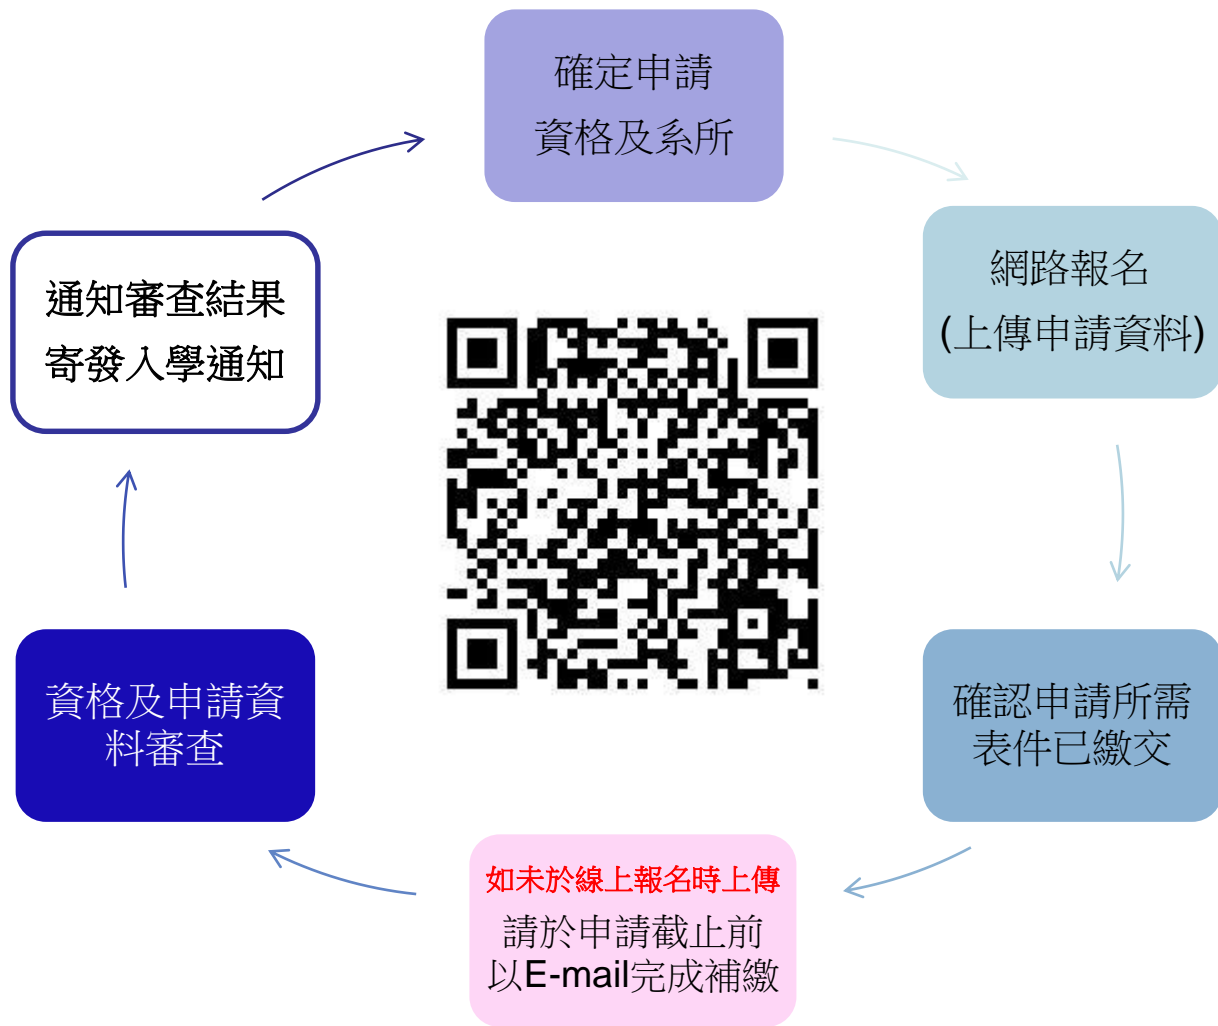 確定申請
資格及系所
網路報名
(上傳申請資料)
確認申請所需
表件已繳交
如未於線上報名時上傳
請於申請截止前
以E-mail完成補繳
資格及申請資
料審查
通知審查結果
寄發入學通知